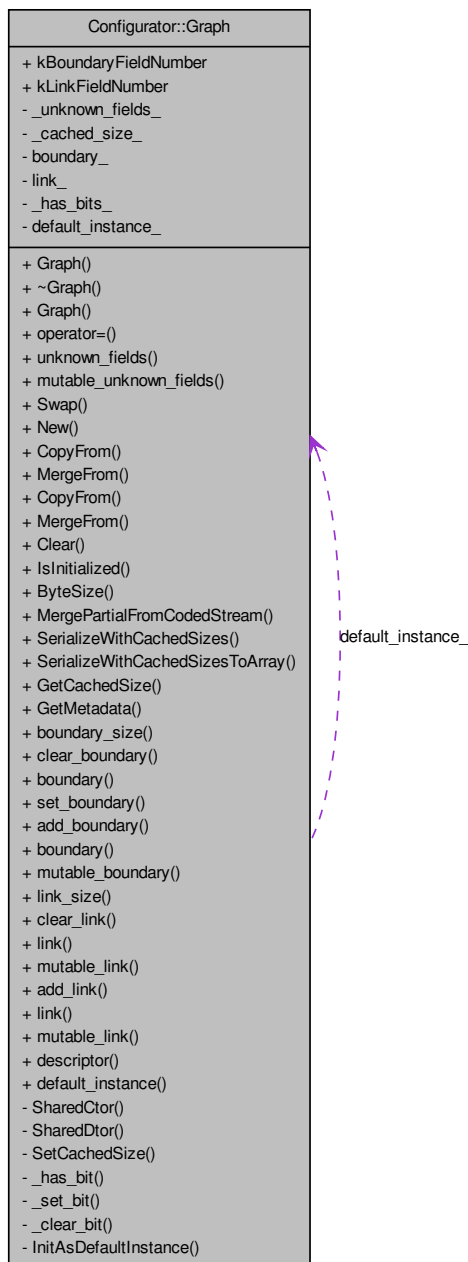 Configurator::Graph
+ kBoundaryFieldNumber
+ kLinkFieldNumber
- _unknown_fields_
- _cached_size_
- boundary_
- link_
- _has_bits_
- default_instance_
+ Graph()
+ ~Graph()
+ Graph()
+ operator=()
+ unknown_fields()
+ mutable_unknown_fields()
+ Swap()
+ New()
+ CopyFrom()
+ MergeFrom()
+ CopyFrom()
+ MergeFrom()
+ Clear()
+ IsInitialized()
+ ByteSize()
+ MergePartialFromCodedStream()
+ SerializeWithCachedSizes()
+ SerializeWithCachedSizesToArray()
+ GetCachedSize()
+ GetMetadata()
+ boundary_size()
+ clear_boundary()
+ boundary()
+ set_boundary()
+ add_boundary()
+ boundary()
+ mutable_boundary()
+ link_size()
+ clear_link()
+ link()
+ mutable_link()
+ add_link()
+ link()
+ mutable_link()
+ descriptor()
+ default_instance()
- SharedCtor()
- SharedDtor()
- SetCachedSize()
- _has_bit()
- _set_bit()
- _clear_bit()
- InitAsDefaultInstance()
default_instance_